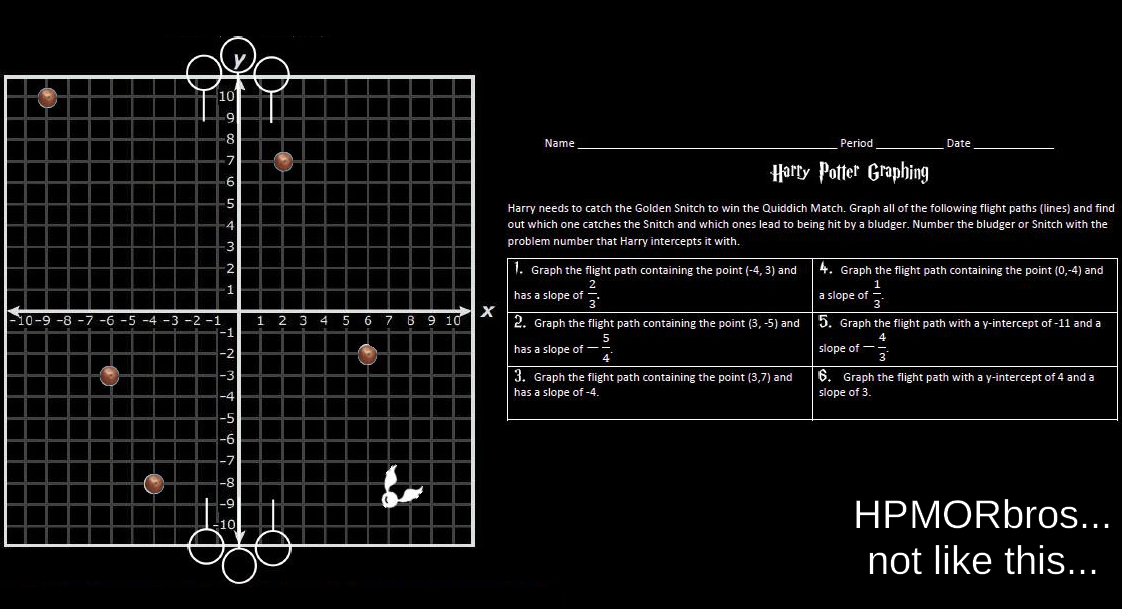 y
10
9
8
7
6
5
4
3
2
1
-10 -9 -8 -7 -6 -5 -4 -3 -2 -1 1 2 3 4 5 6 7 8 9 10 x
-1
-2
-3
-4
-5
-6
-7
-8
-9
-10
Name ______ Period ______ Date ______
Harry Potter Graphing
Harry needs to catch the Golden Snitch to win the Quiddich Match. Graph all of the following flight paths (lines) and find
out which one catches the Snitch and which ones lead to being hit by a bludger. Number the bludger or Snitch with the
problem number that Harry intercepts it with.
1. Graph the flight path containing the point (-4, 3) and
has a slope of 2/3.
4. Graph the flight path containing the point (0,-4) and
a slope of 1/3.
2. Graph the flight path containing the point (3, -5) and
has a slope of −5/4.
5. Graph the flight path with a y-intercept of -11 and a
slope of −4/3.
3. Graph the flight path containing the point (3,7) and
has a slope of -4.
6. Graph the flight path with a y-intercept of 4 and a
slope of 3.
HPMORbros...
not like this...